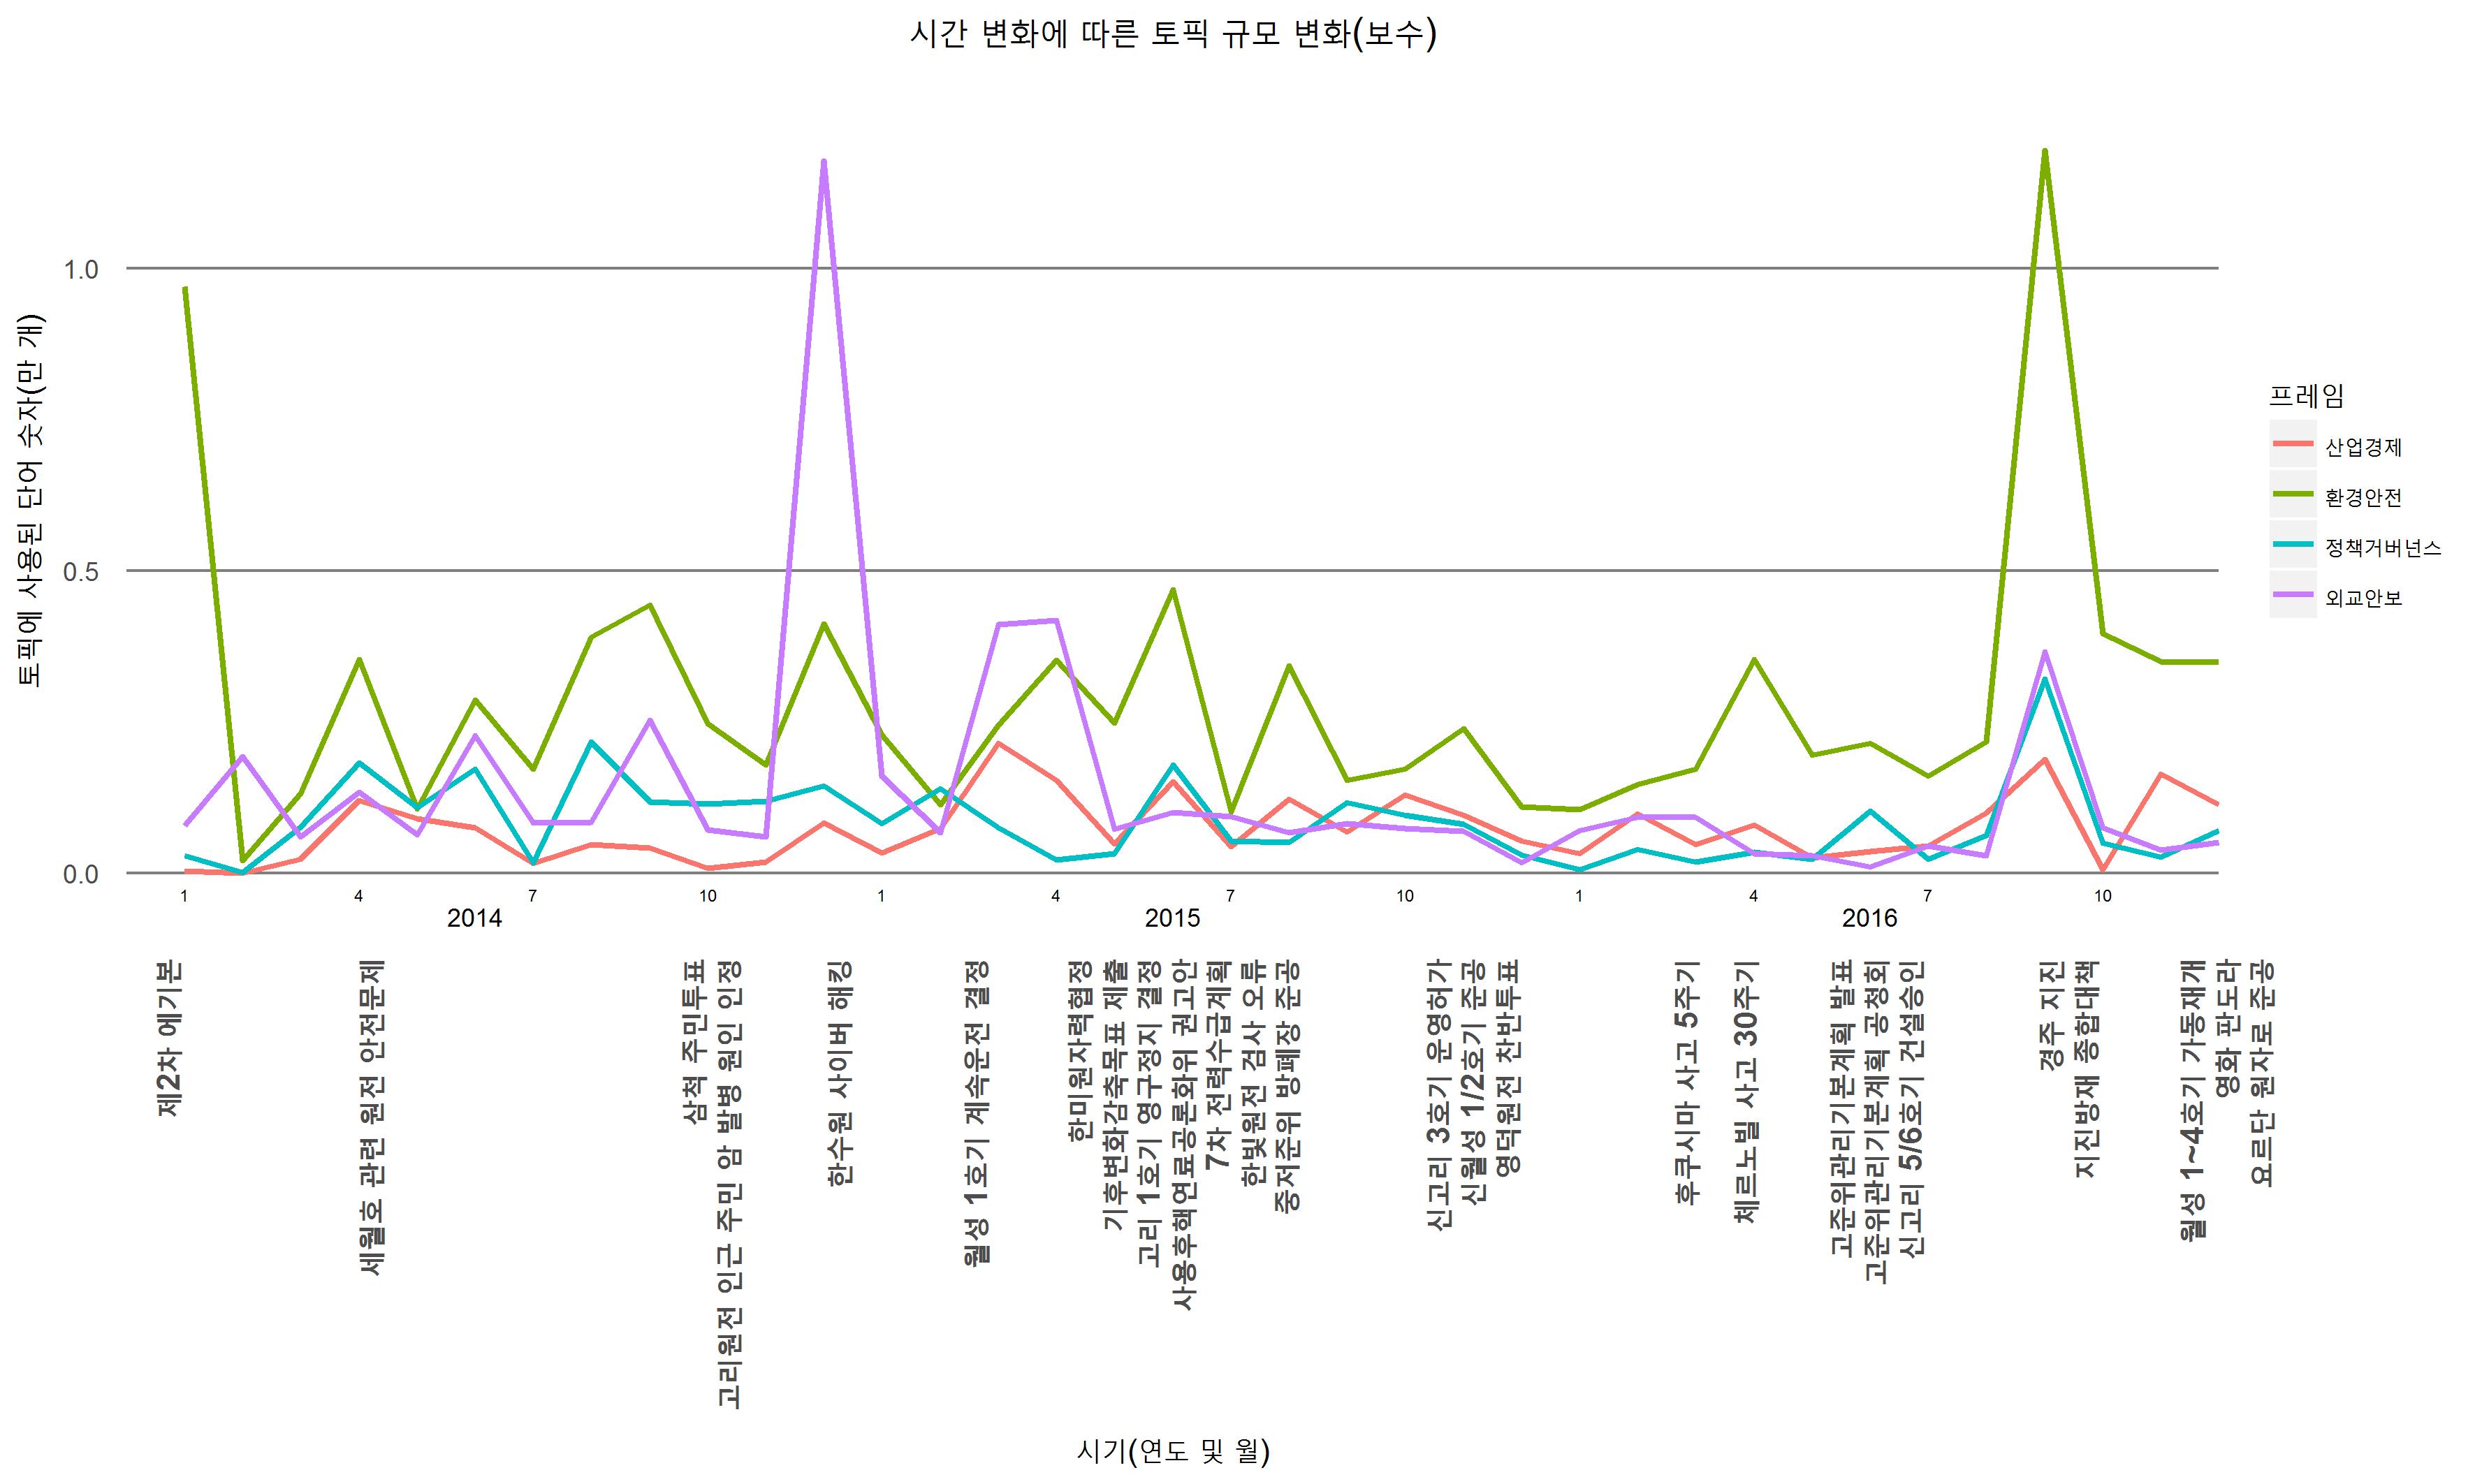 시간 변화에 따른 토픽 규모 변화(보수)
토픽에 사용된 단어 숫자(만 개)
1.0
0.5
0.0
1
4
7
10
1
4
7
10
1
4
7
10
2014
2015
2016
제2차 에기본
세월호 관련 원전 안전문제
삼척 주민투표
고리원전 인근 주민 암 발병 원인 인정
한수원 사이버 해킹
월성 1호기 계속운전 결정
한미원자력협정
기후변화감축목표 제출
고리 1호기 영구정지 결정
사용후핵연료공론화위 권고안
7차 전력수급계획
한빛원전 검사 오류
중저준위 방폐장 준공
신고리 3호기 운영허가
신월성 1/2호기 준공
영덕원전 찬반투표
후쿠시마 사고 5주기
체르노빌 사고 30주기
고준위관리기본계획 발표
고준위관리기본계획 공청회
신고리 5/6호기 건설승인
경주 지진
지진방재 종합대책
월성 1~4호기 가동재개
영화 판도라
요르단 원자로 준공
시기(연도 및 월)
프레임
산업경제
환경안전
정책거버넌스
외교안보